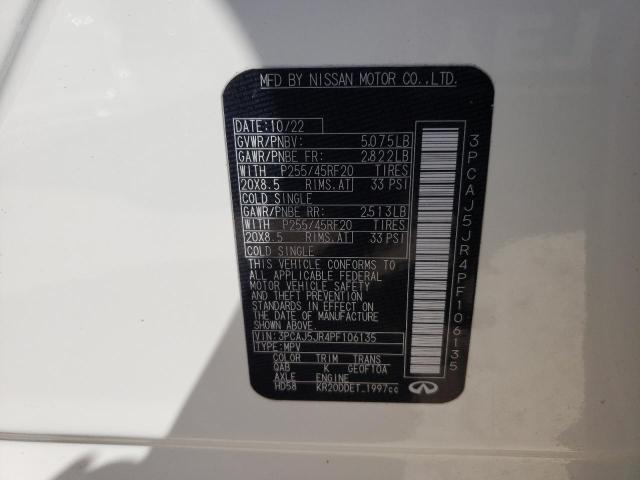 MFD BY NISSAN MOTOR CO.,LTD.
DATE: 10/22
GVWR/PNBV: 5.075LB
GAWR/PNBE FR: 2.822LB
WITH P255/45RF20 TIRES
20X8.5 RIMS.AT 33 PSI
COLD SINGLE
GAWR/PNBE RR: 2.513LB
WITH P255/45RF20 TIRES
20X8.5 RIMS.AT 33 PSI
COLD SINGLE
THIS VEHICLE CONFORMS TO
ALL APPLICABLE FEDERAL
MOTOR VEHICLE SAFETY
AND THEFT PREVENTION
STANDARDS IN EFFECT ON
THE DATE OF MANUFACTURE
SHOWN ABOVE.
VIN: 3PCAJ5JR4PF106135
TYPE: MPV
COLOR TRIM TRANS
QAB K GE0F10A
AXLE ENGINE
HD58 KR20DDET 1997cc
INFINITI
3PCAJ5JR4PF106135